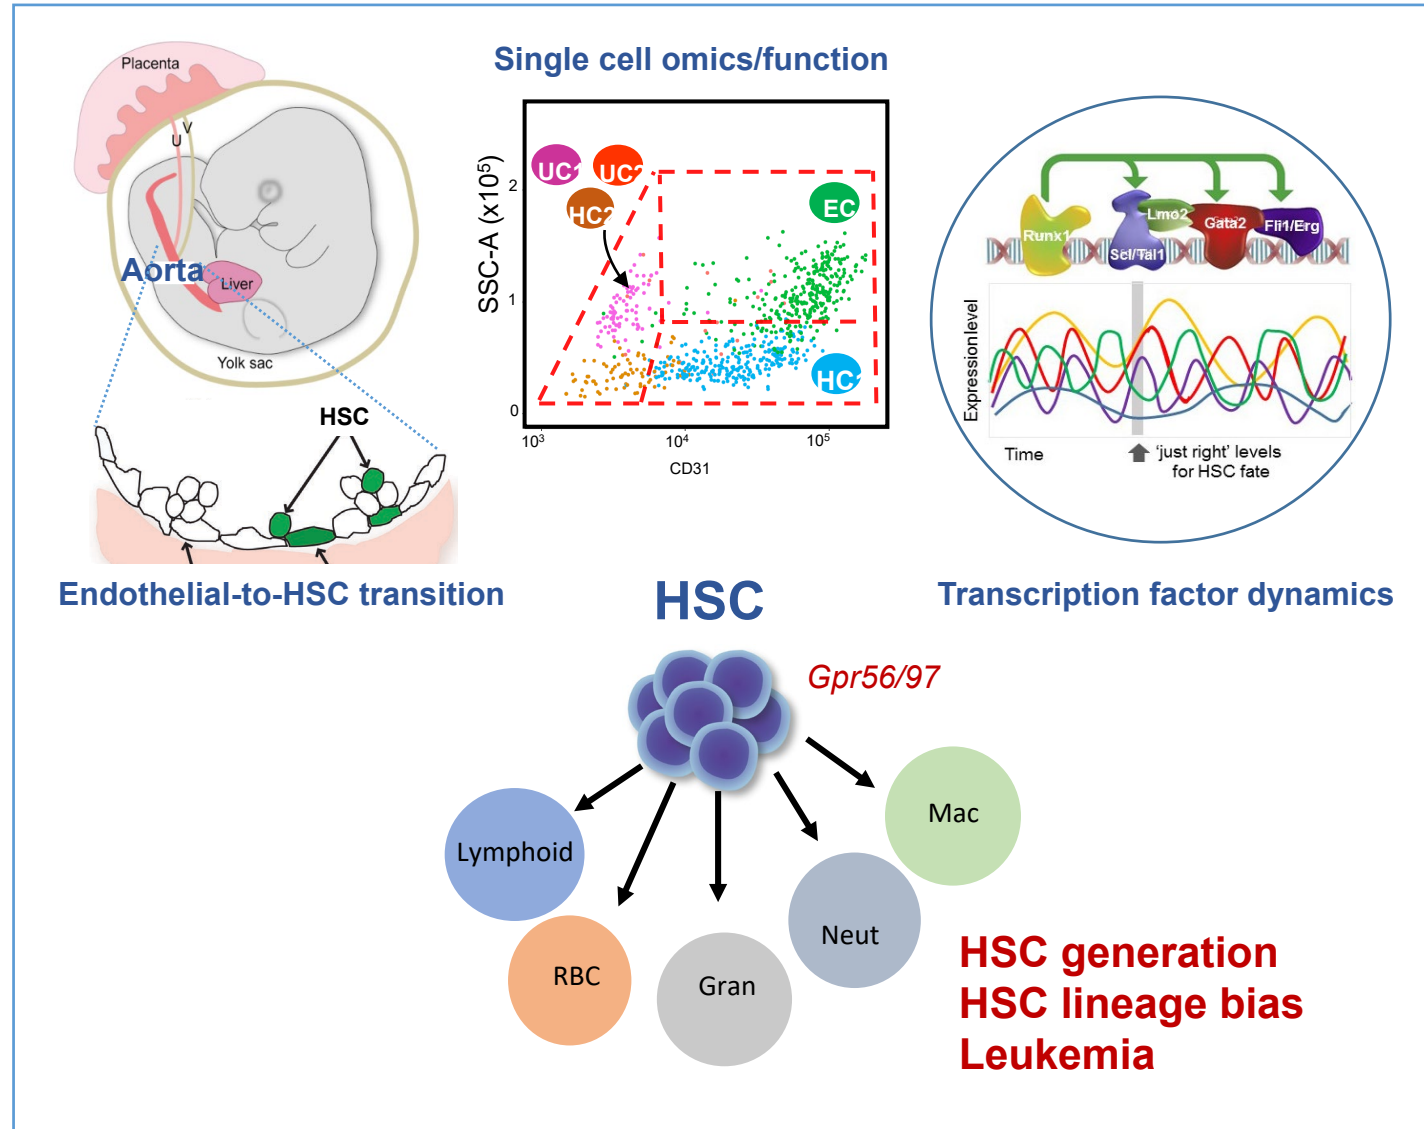 Placenta
U
V
Aorta
Liver
Yolk sac
HSC
Endothelial-to-HSC transition
Single cell omics/function
SSC-A (x10⁵)
2
1
0
UC1
UC2
HC2
EC
HC1
10³
10⁴
10⁵
CD31
Runx1
Scl/Tal1
Lmo2
Gata2
Fli1/Erg
Expression level
Time
'just right' levels
for HSC fate
Transcription factor dynamics
HSC
Gpr56/97
Lymphoid
RBC
Gran
Neut
Mac
HSC generation
HSC lineage bias
Leukemia